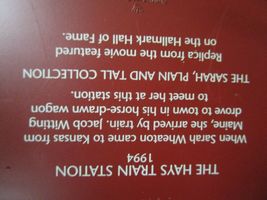 THE HAYS TRAIN STATION
1994
When Sarah Wheaton came to Kansas from
Maine, she arrived by train. Jacob Witting
drove to town in his horse-drawn wagon
to meet her at this station.
THE SARAH, PLAIN AND TALL COLLECTION
Replica from the movie featured
on the Hallmark Hall of Fame.